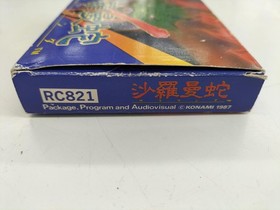 RC821
沙羅曼蛇
Package, Program and Audiovisual © KONAMI 1987